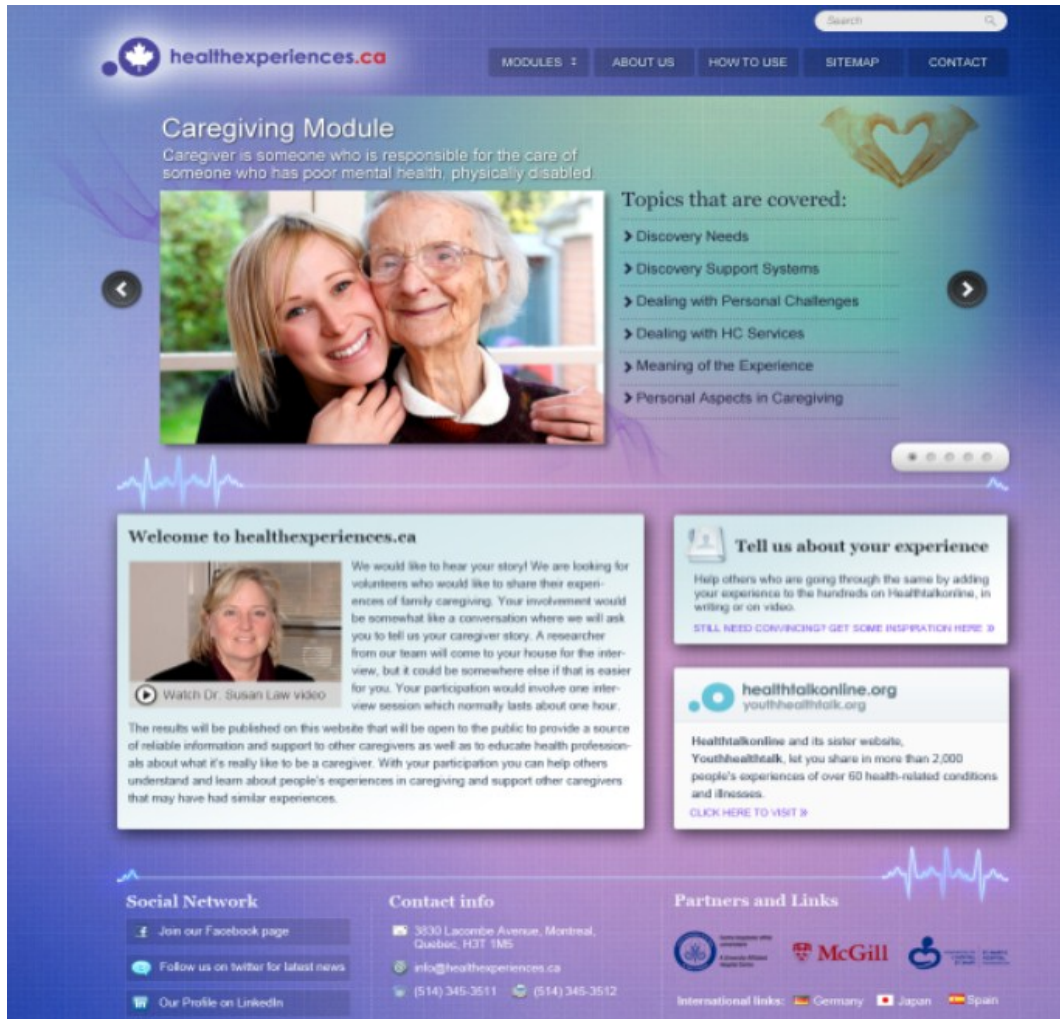 Search
healthexperiences.ca
MODULES
ABOUT US
HOW TO USE
SITEMAP
CONTACT
Caregiving Module
Caregiver is someone who is responsible for the care of
someone who has poor mental health, physically disabled.
Topics that are covered:
Discovery Needs
Discovery Support Systems
Dealing with Personal Challenges
Dealing with HC Services
Meaning of the Experience
Personal Aspects in Caregiving
Welcome to healthexperiences.ca
We would like to hear your story! We are looking for
volunteers who would like to share their experi-
ences of family caregiving. Your involvement would
be somewhat like a conversation where we will ask
you to tell us your caregiver story. A researcher
from our team will come to your house for the inter-
view, but it could be somewhere else if that is easier
for you. Your participation would involve one inter-
view session which normally lasts about one hour.
Watch Dr. Susan Law video
The results will be published on this website that will be open to the public to provide a source
of reliable information and support to other caregivers as well as to educate health profession-
als about what it's really like to be a caregiver. With your participation you can help others
understand and learn about people's experiences in caregiving and support other caregivers
that may have had similar experiences.
Tell us about your experience
Help others who are going through the same by adding
your experience to the hundreds on Healthtalkonline, in
writing or on video.
STILL NEED CONVINCING? GET SOME INSPIRATION HERE »
healthtalkonline.org
youthhealthtalk.org
Healthtalkonline and its sister website,
Youthhealthtalk, let you share in more than 2,000
people's experiences of over 60 health-related conditions
and illnesses.
CLICK HERE TO VISIT »
Social Network
Join our Facebook page
Follow us on twitter for latest news
Our Profile on LinkedIn
Contact info
3830 Lacombe Avenue, Montreal,
Quebec, H3T 1M5
info@healthexperiences.ca
(514) 345-3511 (514) 345-3512
Partners and Links
McGill
International links: Germany Japan Spain